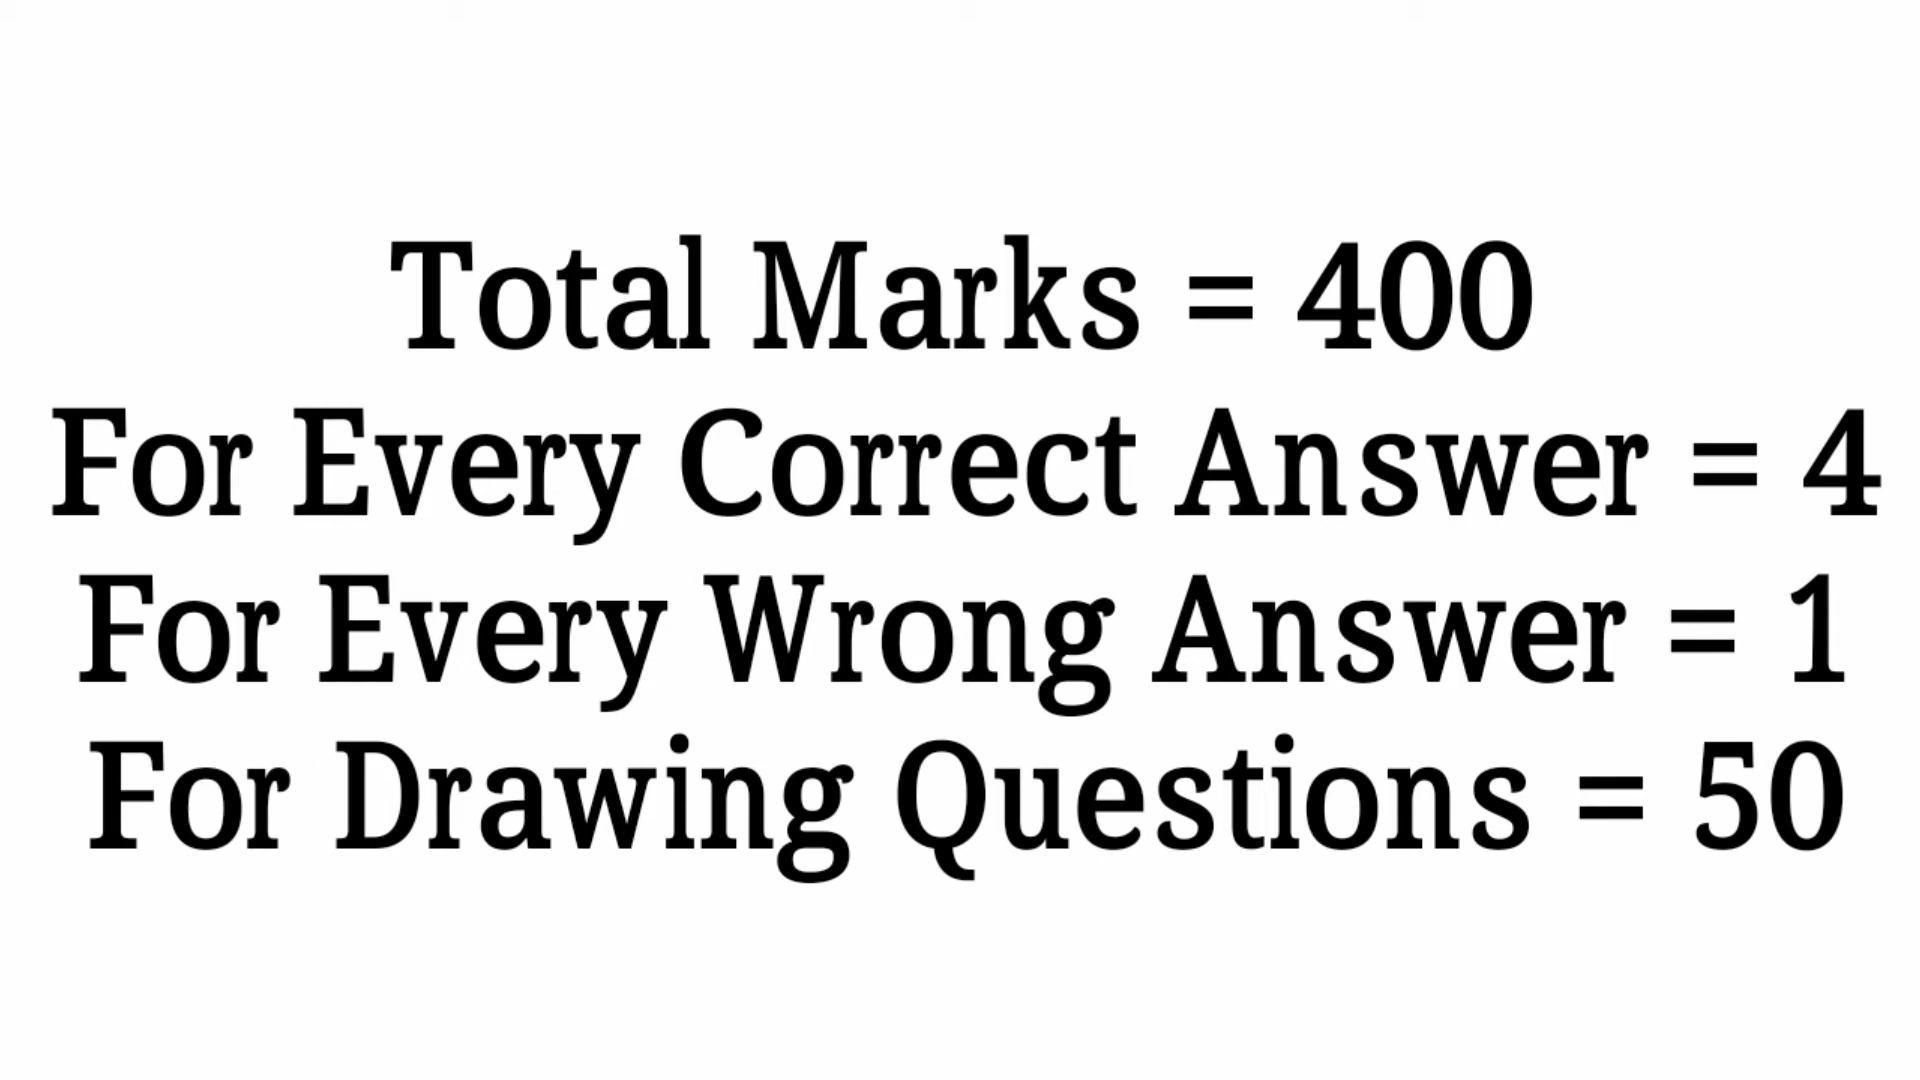 Total Marks = 400
For Every Correct Answer = 4
For Every Wrong Answer = 1
For Drawing Questions = 50